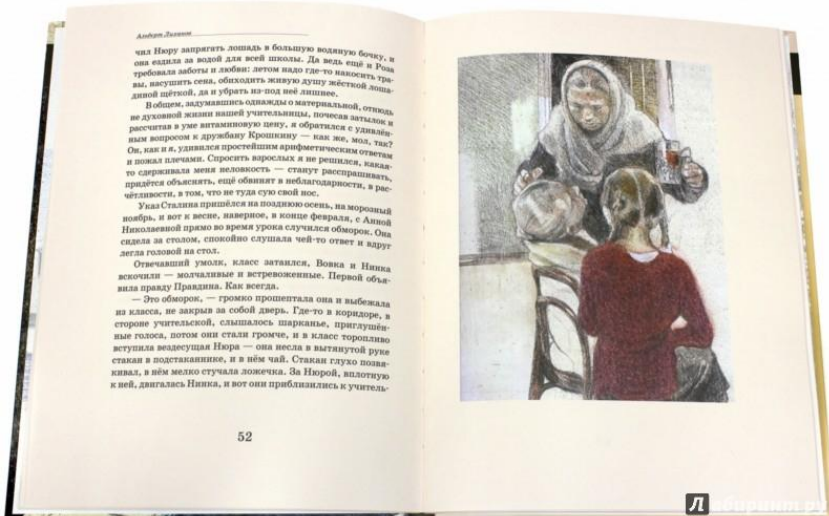 Альберт Лиханов
чил Нюру запрягать лошадь в большую водяную бочку, и
она ездила за водой для всей школы. Да ведь ещё и Роза
требовала заботы и любви: летом надо где-то накосить тра-
вы, насушить сена, обиходить живую душу жёсткой лоша-
диной щёткой, да и убрать из-под неё лишнее.
В общем, задумавшись однажды о материальной, отнюдь
не духовной жизни нашей учительницы, почесав затылок и
рассчитав в уме витаминовую цену, я обратился с удивлён-
ным вопросом к дружбану Крошкину — как же, мол, так?
Он, как и я, удивился простейшим арифметическим ответам
и пожал плечами. Спросить взрослых я не решился, какая-
то сдерживала меня неловкость — станут расспрашивать,
придётся объяснять, ещё обвинят в неблагодарности, в рас-
чётливости, в том, что не туда сую свой нос.
Указ Сталина пришёлся на позднюю осень, на морозный
ноябрь, и вот к весне, наверное, в конце февраля, с Анной
Николаевной прямо во время урока случился обморок. Она
сидела за столом, спокойно слушала чей-то ответ и вдруг
легла головой на стол.
Отвечавший умолк, класс затаился, Вовка и Нинка
вскочили — молчаливые и встревоженные. Первой объя-
вила правду Правдина. Как всегда.
— Это обморок, — громко прошептала она и выбежала
из класса, не закрыв за собой дверь. Где-то в коридоре, в
стороне учительской, слышалось шарканье, приглушён-
ные голоса, потом они стали громче, и в класс торопливо
вступила вездесущая Нюра — она несла в вытянутой руке
стакан в подстаканнике, и в нём чай. Стакан глухо позвя-
кивал, в нём мелко стучала ложечка. За Нюрой, вплотную
к ней, двигалась Нинка, и вот они приблизились к учитель-
52
Лабиринт.ру